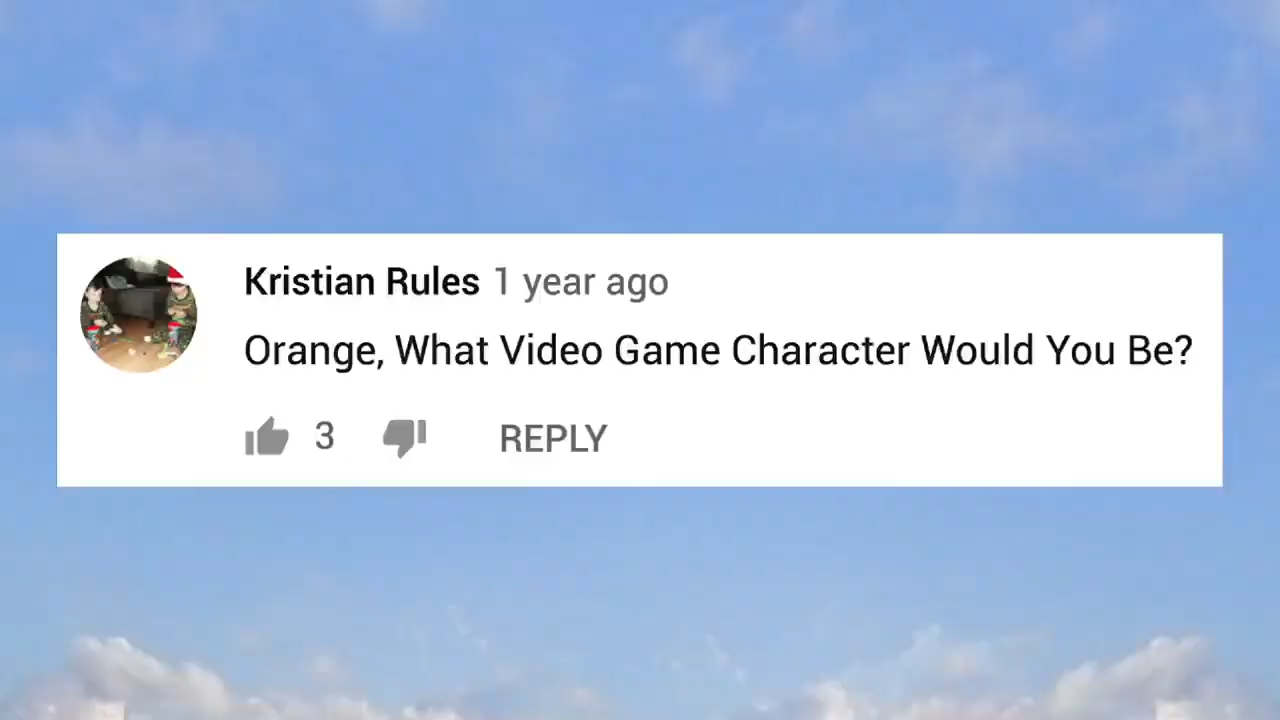 Kristian Rules 1 year ago
Orange, What Video Game Character Would You Be?
3 REPLY